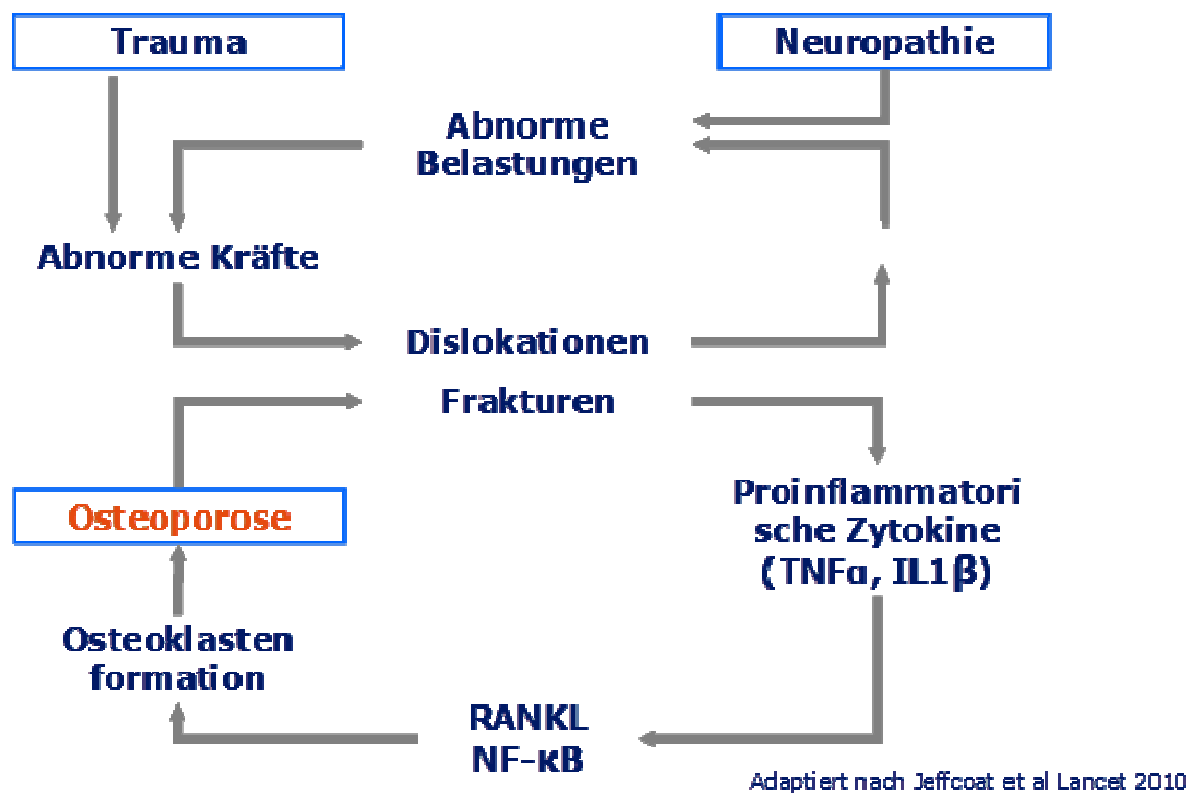 Trauma
Neuropathie
Abnorme
Belastungen
Abnorme Kräfte
Dislokationen
Frakturen
Proinflammatori
sche Zytokine
(TNFα, IL1β)
Osteoporose
Osteoklasten
formation
RANKL
NF-κB
Adaptiert nach Jeffcoat et al Lancet 2010